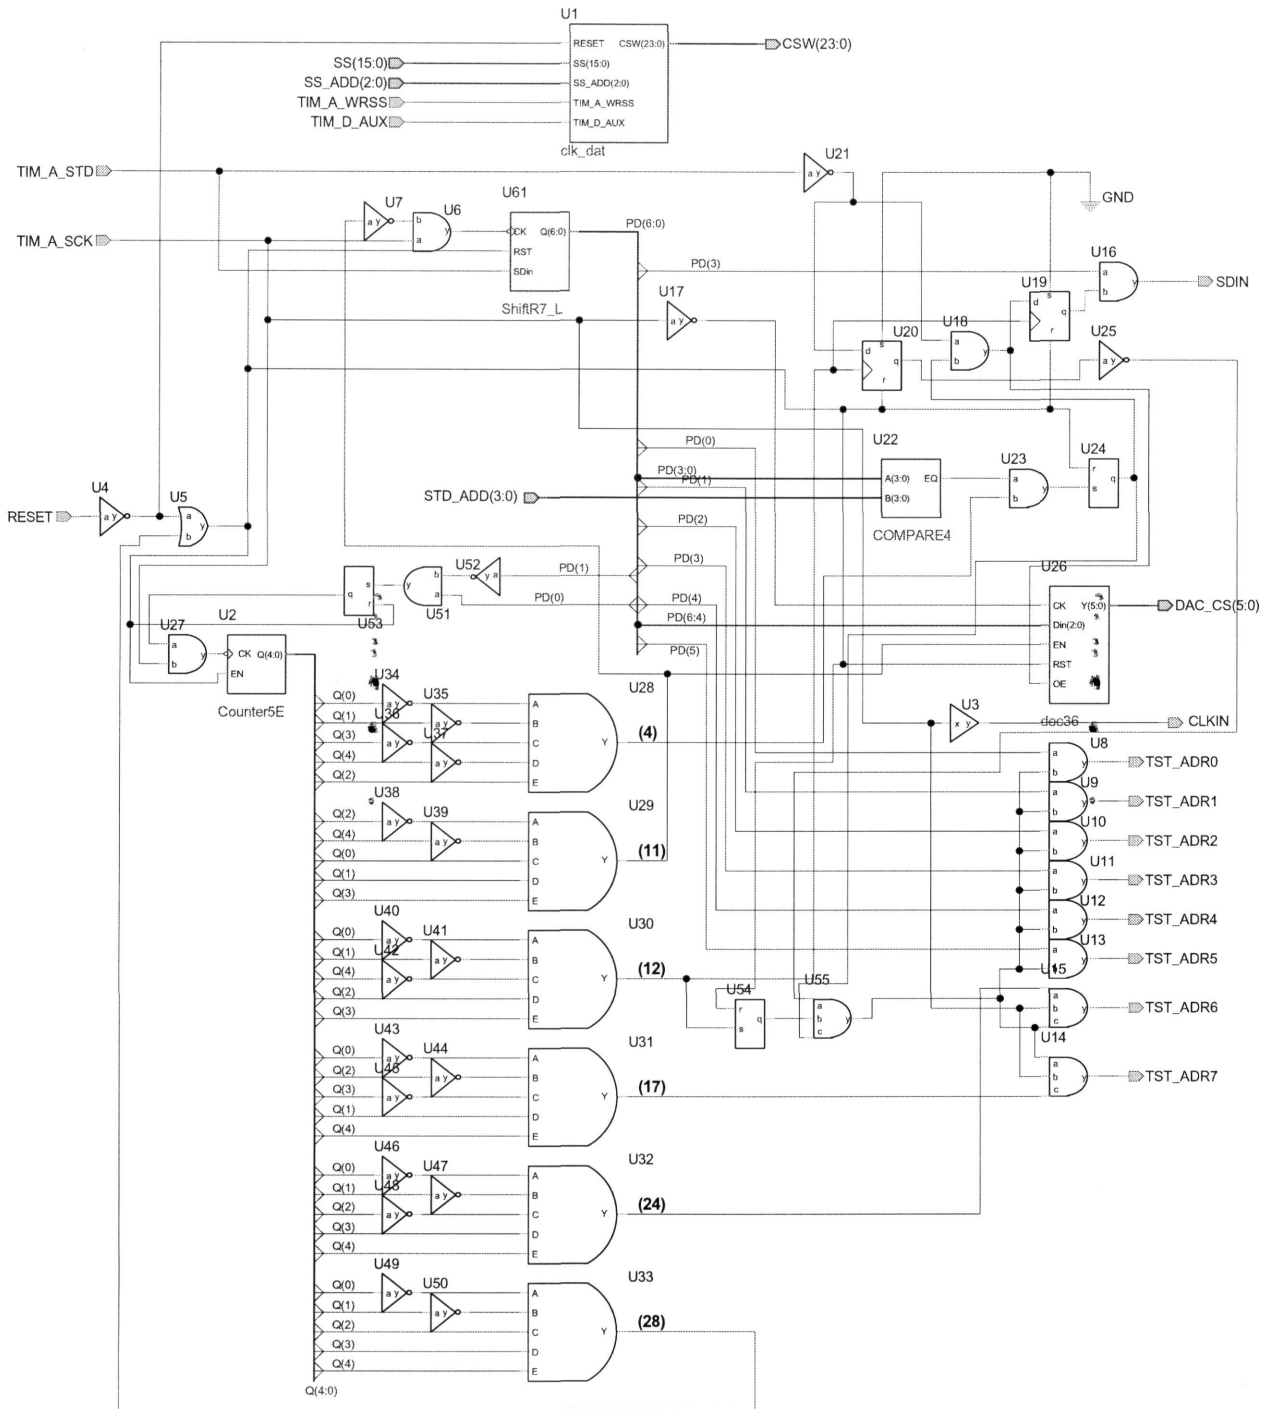 U1
RESET CSW(23:0) CSW(23:0)
SS(15:0) SS(15:0)
SS_ADD(2:0) SS_ADD(2:0)
TIM_A_WRSS TIM_A_WRSS
TIM_D_AUX TIM_D_AUX
clk_dat
TIM_A_STD
U21
a y
U7
a y
U6
b
a
y
U61
CK Q(6:0)
RST
SDin
ShiftR7_L
PD(6:0)
GND
TIM_A_SCK
PD(3)
U16
a
b
y
SDIN
U17
a y
U19
s
d
q
r
U20
s
d
q
r
U18
a
b
y
U25
a y
PD(0)
U22
A(3:0) EQ
B(3:0)
COMPARE4
U23
a
b
y
U24
r
s
q
PD(3:0)
PD(1)
STD_ADD(3:0)
RESET
U4
a y
U5
a
b
y
PD(2)
PD(3)
PD(4)
PD(6:4)
PD(5)
U52
y a
PD(1)
PD(0)
U51
b
a
y
q
s
r
U53
U26
CK Y(5:0)
Din(2:0)
EN
RST
OE
doc36
DAC_CS(5:0)
U27
a
b
y
U2
CK Q(4:0)
EN
Counter5E
U3
x y
CLKIN
Q(0)
Q(1)
Q(3)
Q(4)
Q(2)
U34
a y
U35
a y
U36
a y
U37
a y
U28
A
B
C
D
E
Y
(4)
U8
a
b
y
TST_ADR0
U9
a
b
y
TST_ADR1
U10
a
b
y
TST_ADR2
U11
a
b
y
TST_ADR3
U12
a
b
y
TST_ADR4
U13
a
y
TST_ADR5
Q(2)
Q(4)
Q(0)
Q(1)
Q(3)
U38
a y
U39
a y
U29
A
B
C
D
E
Y
(11)
Q(0)
Q(1)
Q(4)
Q(2)
Q(3)
U40
a y
U41
a y
U42
a y
U30
A
B
C
D
E
Y
(12)
U54
r
s
q
U55
a
b
c
y
U15
a
b
c
y
TST_ADR6
U14
a
b
c
y
TST_ADR7
Q(0)
Q(2)
Q(3)
Q(1)
Q(4)
U43
a y
U44
a y
U45
a y
U31
A
B
C
D
E
Y
(17)
Q(0)
Q(1)
Q(2)
Q(3)
Q(4)
U46
a y
U47
a y
U48
a y
U32
A
B
C
D
E
Y
(24)
Q(0)
Q(1)
Q(2)
Q(3)
Q(4)
U49
a y
U50
a y
U33
A
B
C
D
E
Y
(28)
Q(4:0)